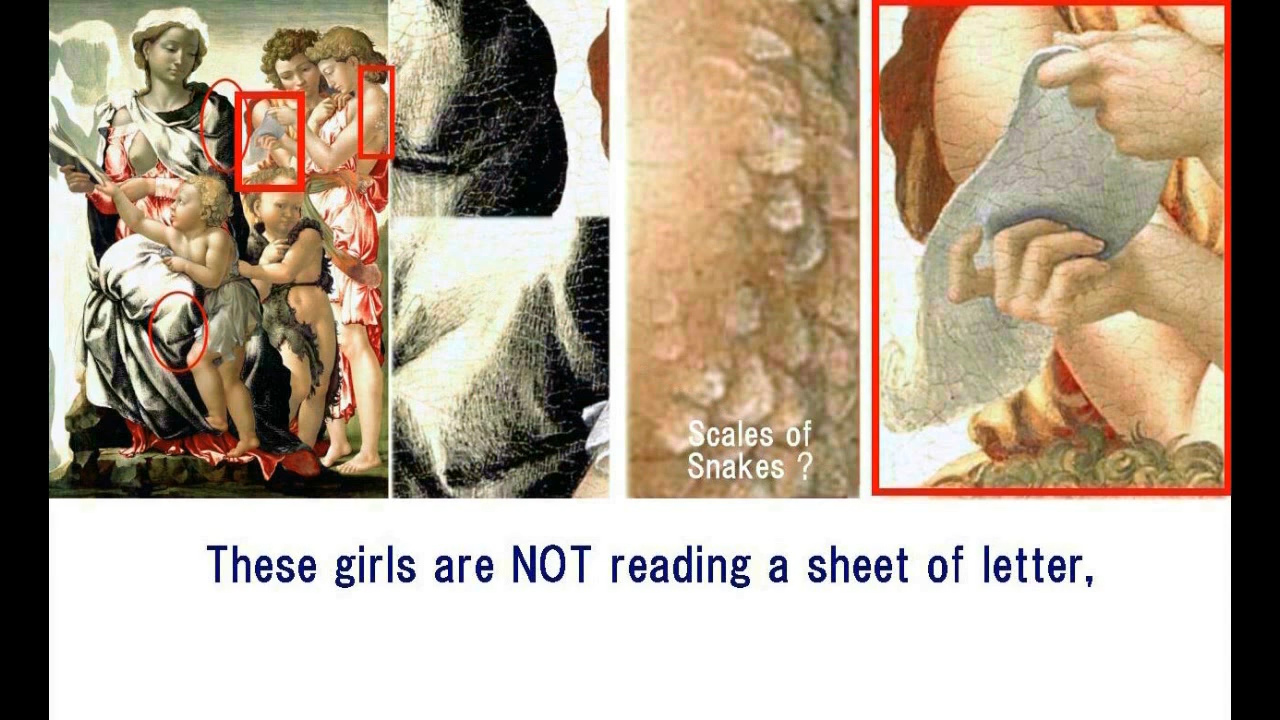 Scales of
Snakes ?
These girls are NOT reading a sheet of letter,